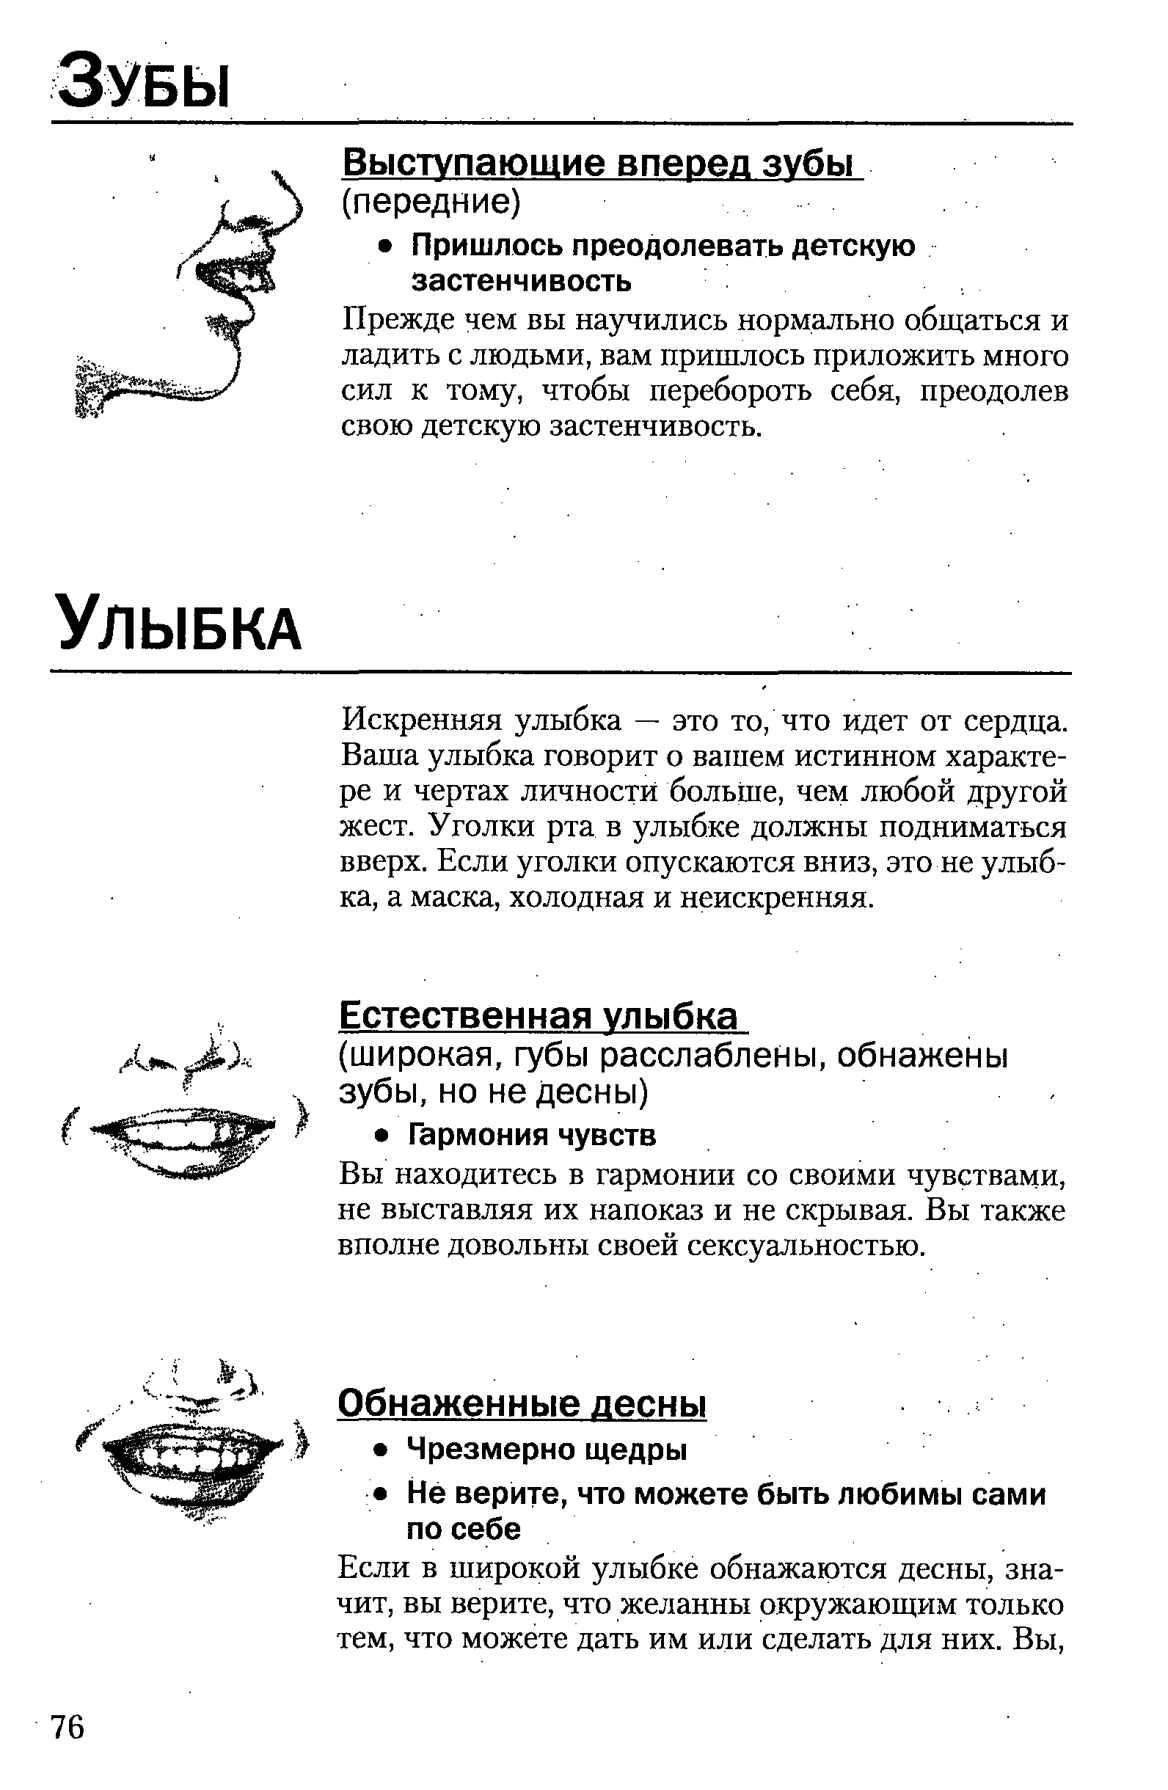 Зубы
Выступающие вперед зубы
(передние)
• Пришлось преодолевать детскую
застенчивость
Прежде чем вы научились нормально общаться и
ладить с людьми, вам пришлось приложить много
сил к тому, чтобы перебороть себя, преодолев
свою детскую застенчивость.
Улыбка
Искренняя улыбка — это то, что идет от сердца.
Ваша улыбка говорит о вашем истинном характе-
ре и чертах личности больше, чем любой другой
жест. Уголки рта в улыбке должны подниматься
вверх. Если уголки опускаются вниз, это не улыб-
ка, а маска, холодная и неискренняя.
Естественная улыбка
(широкая, губы расслаблены, обнажены
зубы, но не десны)
• Гармония чувств
Вы находитесь в гармонии со своими чувствами,
не выставляя их напоказ и не скрывая. Вы также
вполне довольны своей сексуальностью.
Обнаженные десны
• Чрезмерно щедры
• Не верите, что можете быть любимы сами
по себе
Если в широкой улыбке обнажаются десны, зна-
чит, вы верите, что желанны окружающим только
тем, что можете дать им или сделать для них. Вы,
76